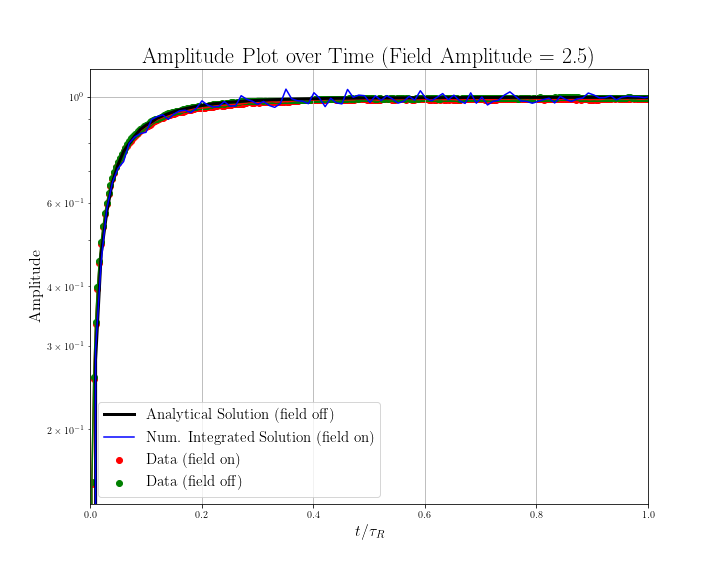 Amplitude Plot over Time (Field Amplitude = 2.5)
10⁰
6 × 10⁻¹
4 × 10⁻¹
3 × 10⁻¹
2 × 10⁻¹
Amplitude
Analytical Solution (field off)
Num. Integrated Solution (field on)
Data (field on)
Data (field off)
0.0 0.2 0.4 0.6 0.8 1.0
t/τ_R